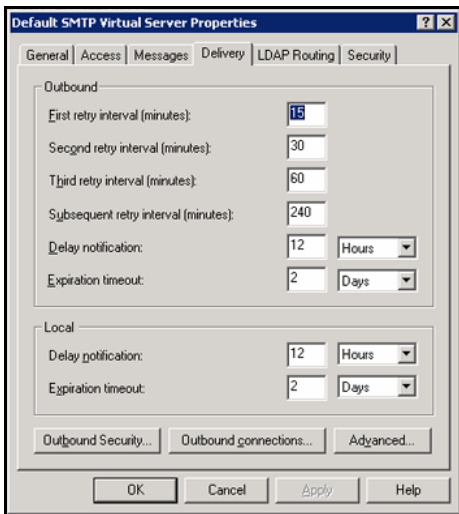 Default SMTP Virtual Server Properties
General Access Messages Delivery LDAP Routing Security
Outbound
First retry interval (minutes): 15
Second retry interval (minutes): 30
Third retry interval (minutes): 60
Subsequent retry interval (minutes): 240
Delay notification: 12 Hours
Expiration timeout: 2 Days
Local
Delay notification: 12 Hours
Expiration timeout: 2 Days
Outbound Security... Outbound connections... Advanced...
OK Cancel Apply Help